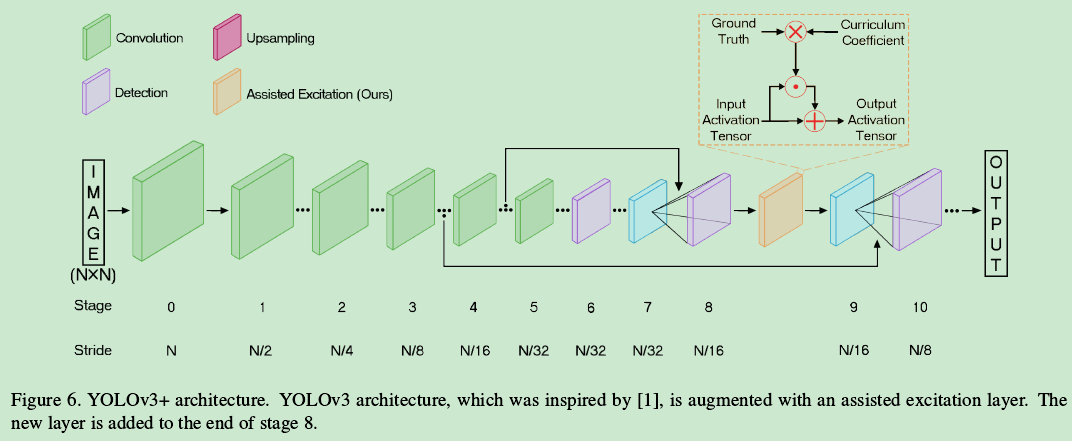 Convolution
Upsampling
Detection
Assisted Excitation (Ours)
Ground
Truth
Curriculum
Coefficient
Input
Activation
Tensor
Output
Activation
Tensor
IMAGE
(N×N)
OUTPUT
Stage 0 1 2 3 4 5 6 7 8 9 10
Stride N N/2 N/4 N/8 N/16 N/32 N/32 N/32 N/16 N/16 N/8
Figure 6. YOLOv3+ architecture. YOLOv3 architecture, which was inspired by [1], is augmented with an assisted excitation layer. The
new layer is added to the end of stage 8.